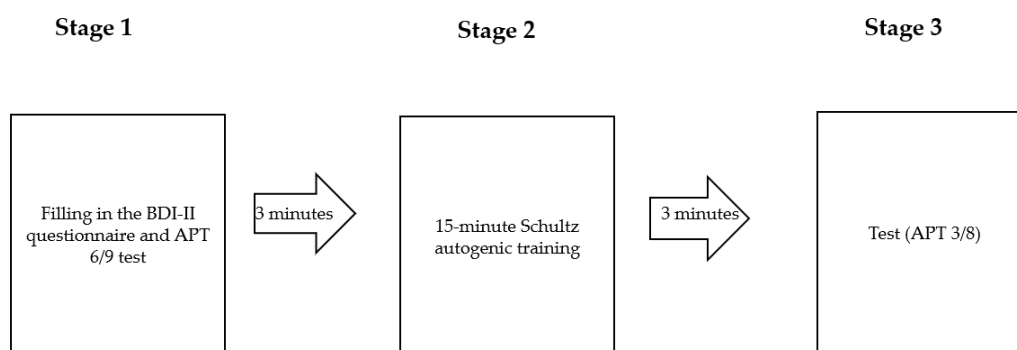 Stage 1
Stage 2
Stage 3
Filling in the BDI-II
questionnaire and APT
6/9 test
3 minutes
15-minute Schultz
autogenic training
3 minutes
Test (APT 3/8)